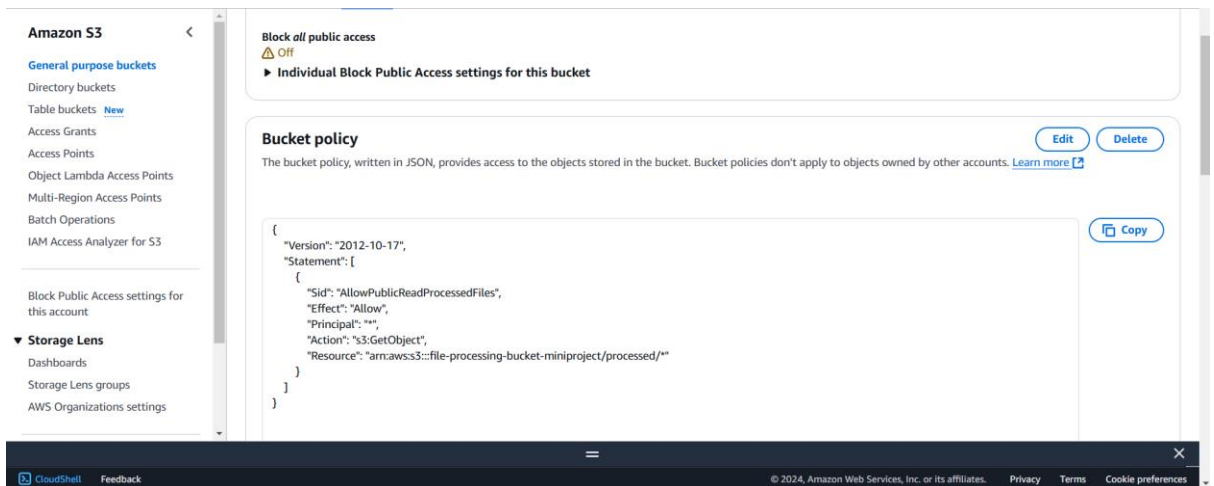 Amazon S3
General purpose buckets
Directory buckets
Table buckets New
Access Grants
Access Points
Object Lambda Access Points
Multi-Region Access Points
Batch Operations
IAM Access Analyzer for S3
Block Public Access settings for
this account
Storage Lens
Dashboards
Storage Lens groups
AWS Organizations settings
Block all public access
Off
Individual Block Public Access settings for this bucket
Bucket policy
Edit
Delete
The bucket policy, written in JSON, provides access to the objects stored in the bucket. Bucket policies don't apply to objects owned by other accounts. Learn more
Copy
{
"Version": "2012-10-17",
"Statement": [
{
"Sid": "AllowPublicReadProcessedFiles",
"Effect": "Allow",
"Principal": "*",
"Action": "s3:GetObject",
"Resource": "arn:aws:s3:::file-processing-bucket-miniproject/processed/*"
}
]
}
CloudShell Feedback © 2024, Amazon Web Services, Inc. or its affiliates. Privacy Terms Cookie preferences